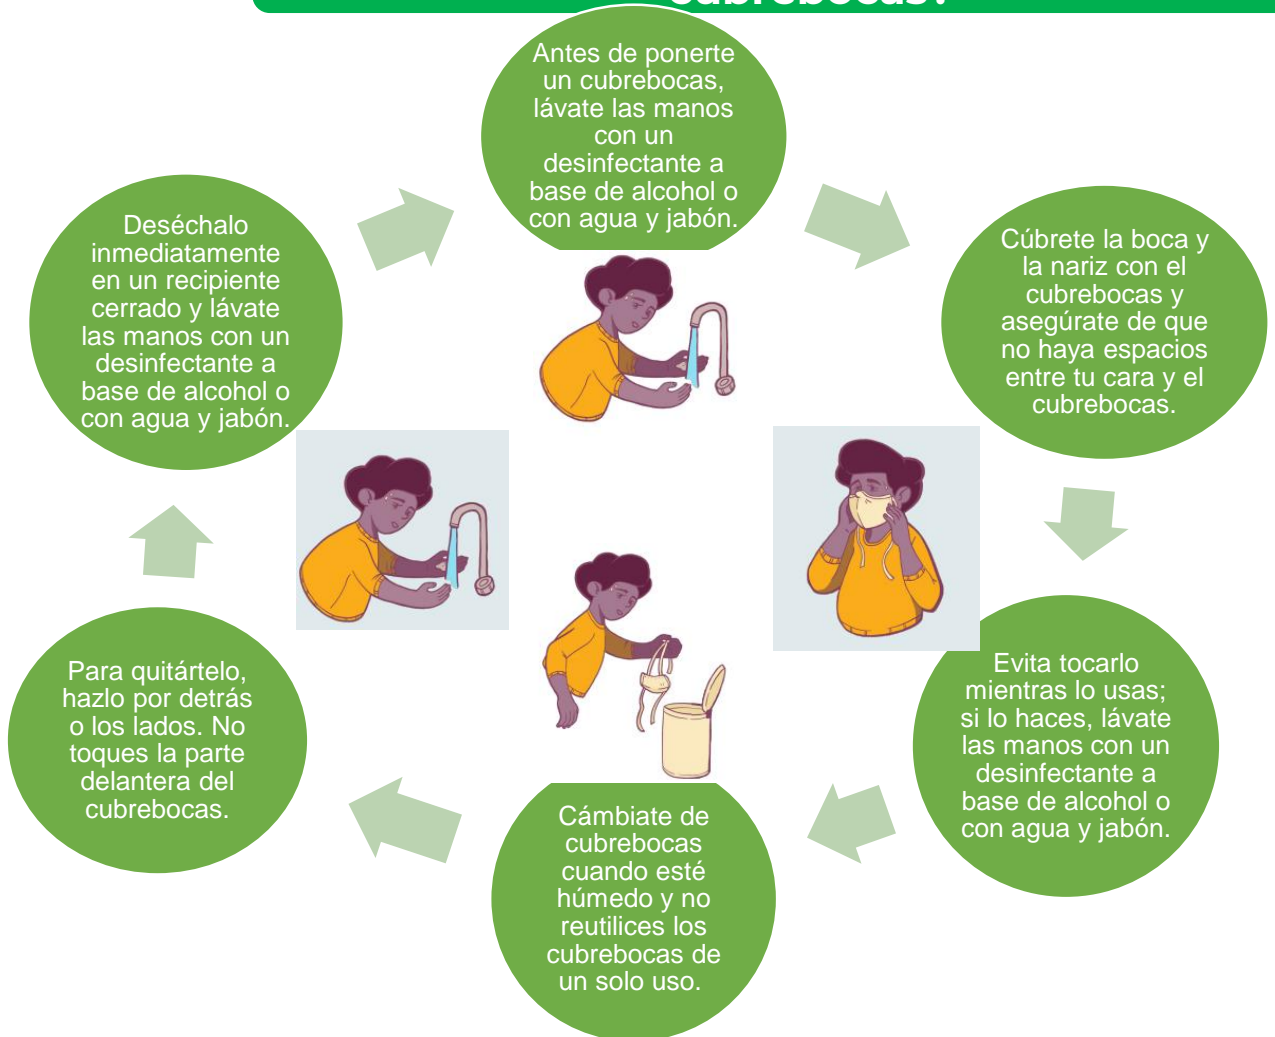 cubrebocas?
Antes de ponerte
un cubrebocas,
lávate las manos
con un
desinfectante a
base de alcohol o
con agua y jabón.
Cúbrete la boca y
la nariz con el
cubrebocas y
asegúrate de que
no haya espacios
entre tu cara y el
cubrebocas.
Evita tocarlo
mientras lo usas;
si lo haces, lávate
las manos con un
desinfectante a
base de alcohol o
con agua y jabón.
Cámbiate de
cubrebocas
cuando esté
húmedo y no
reutilices los
cubrebocas de
un solo uso.
Para quitártelo,
hazlo por detrás
o los lados. No
toques la parte
delantera del
cubrebocas.
Deséchalo
inmediatamente
en un recipiente
cerrado y lávate
las manos con un
desinfectante a
base de alcohol o
con agua y jabón.